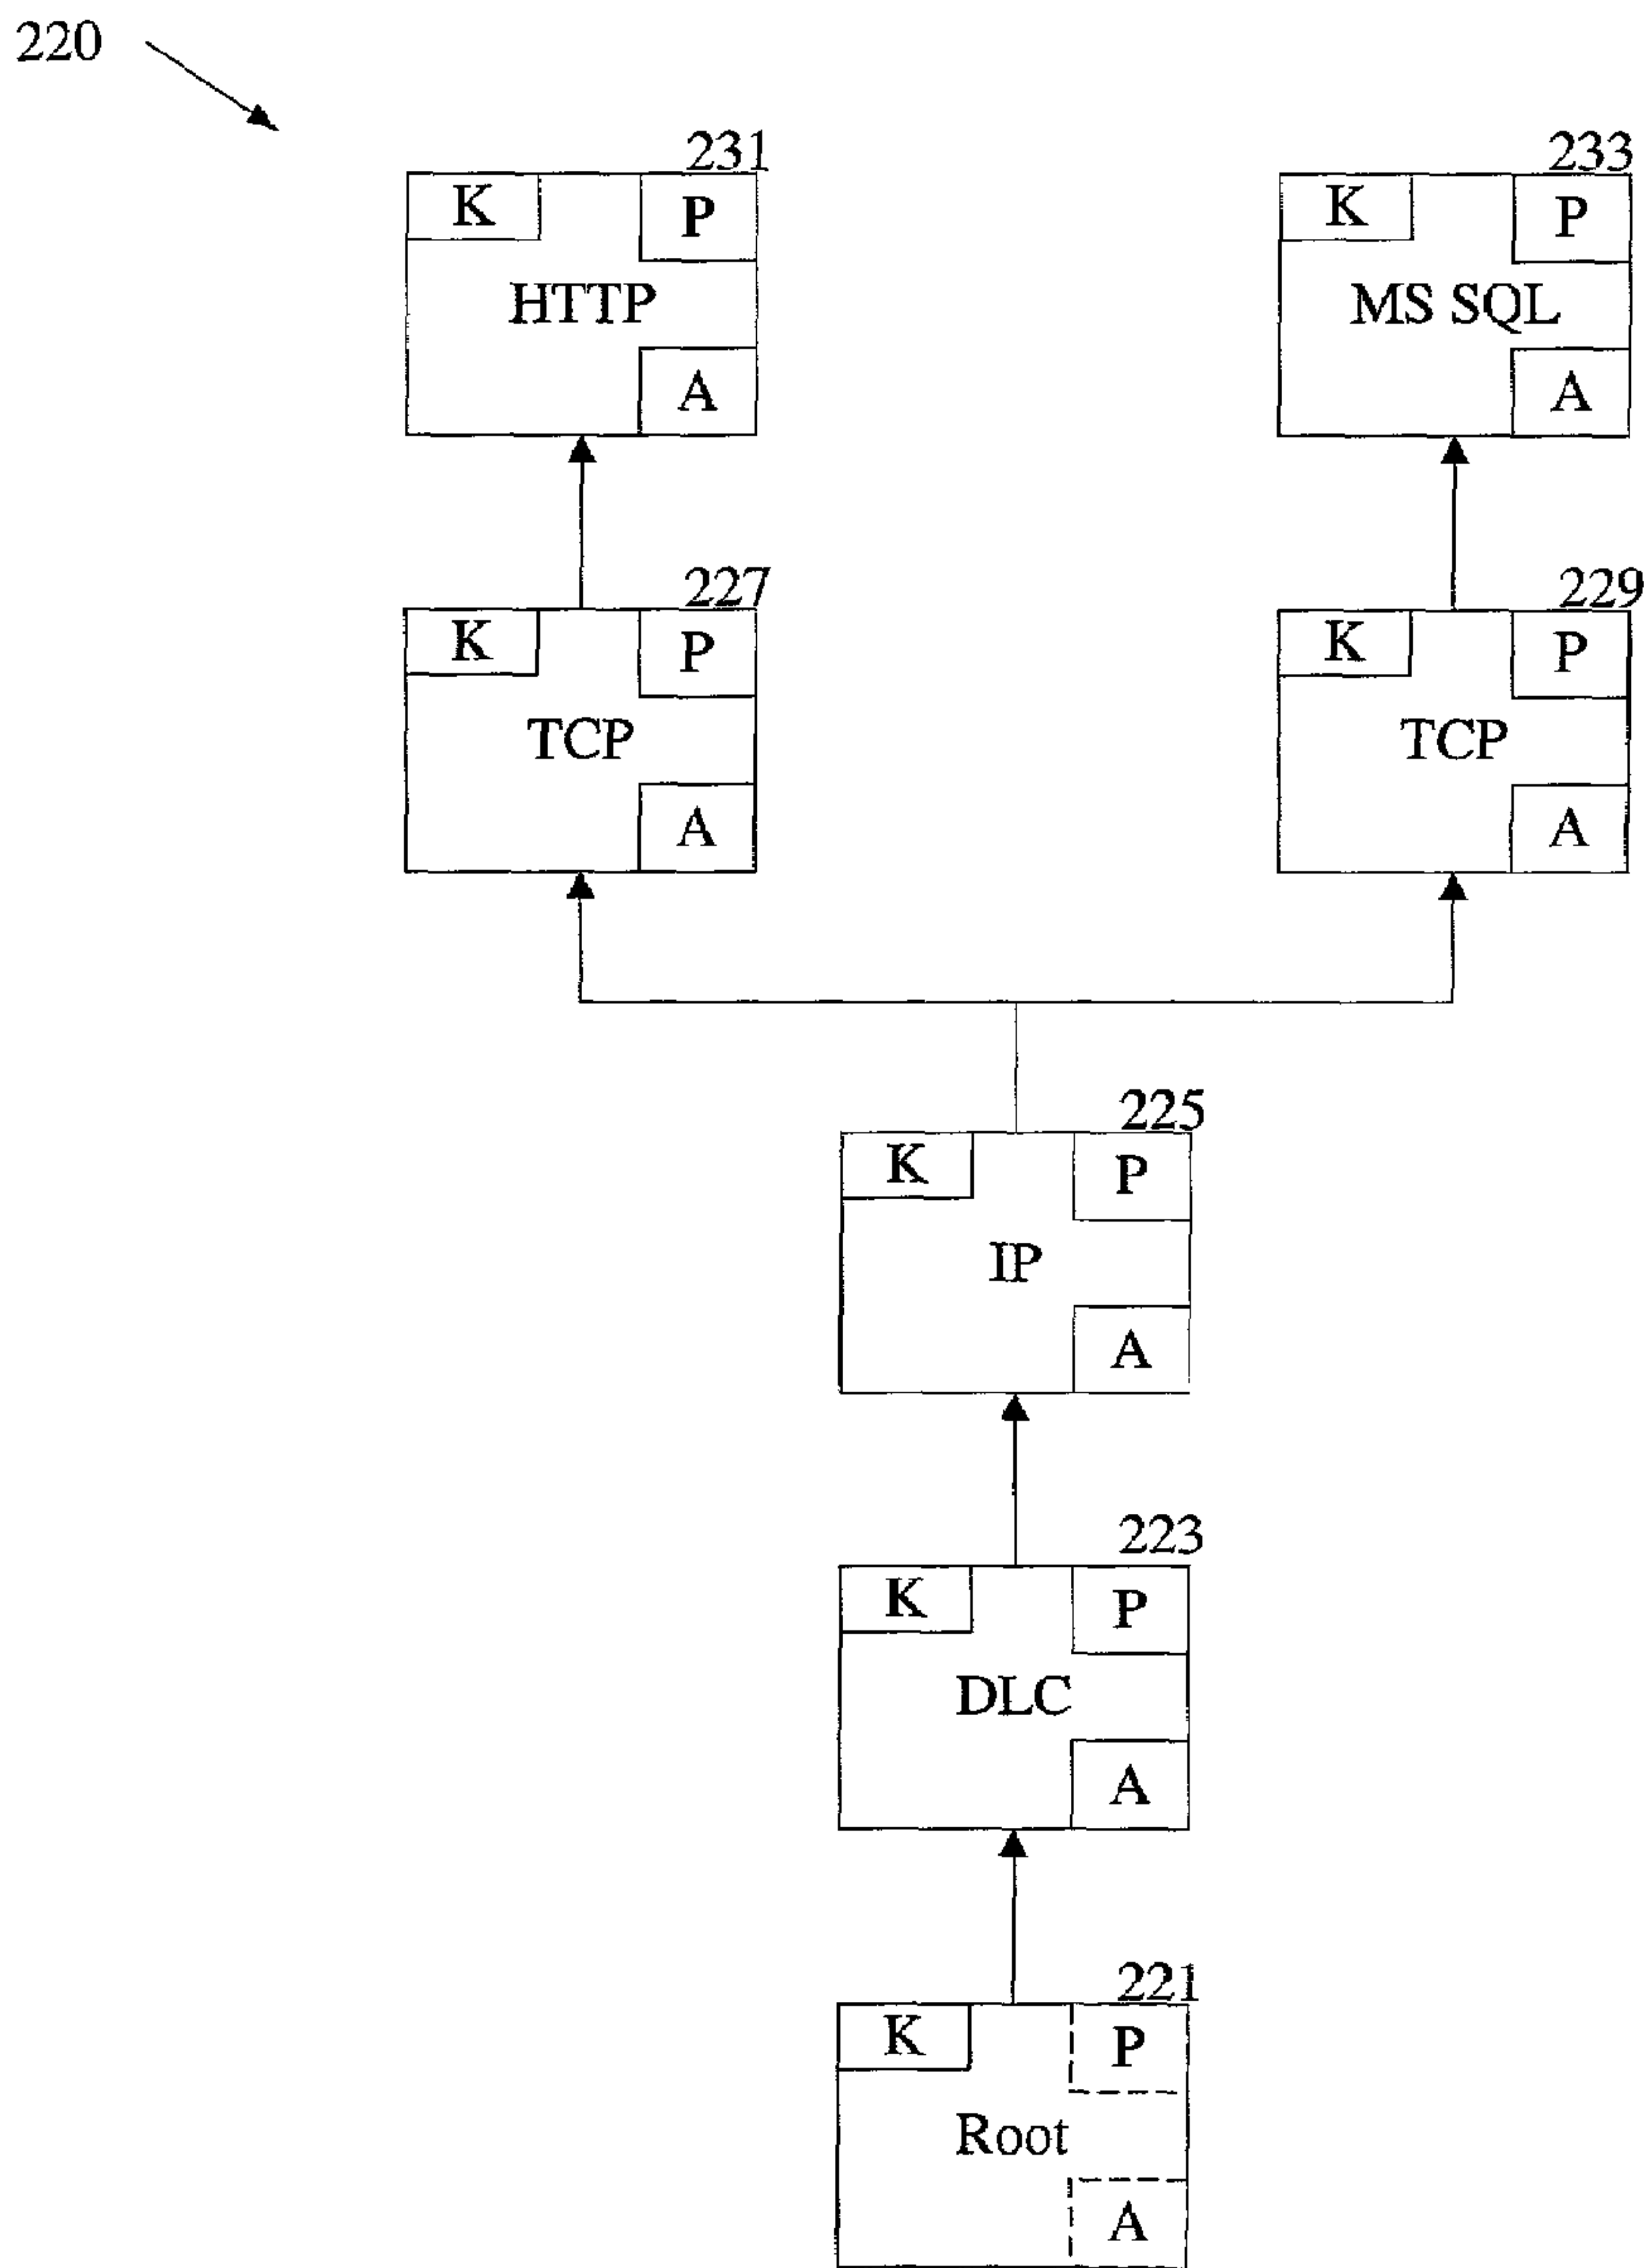 220
231 233
K P K P
HTTP MS SQL
A A
227 229
K P K P
TCP TCP
A A
225
K P
IP
A
223
K P
DLC
A
221
K P
Root
A